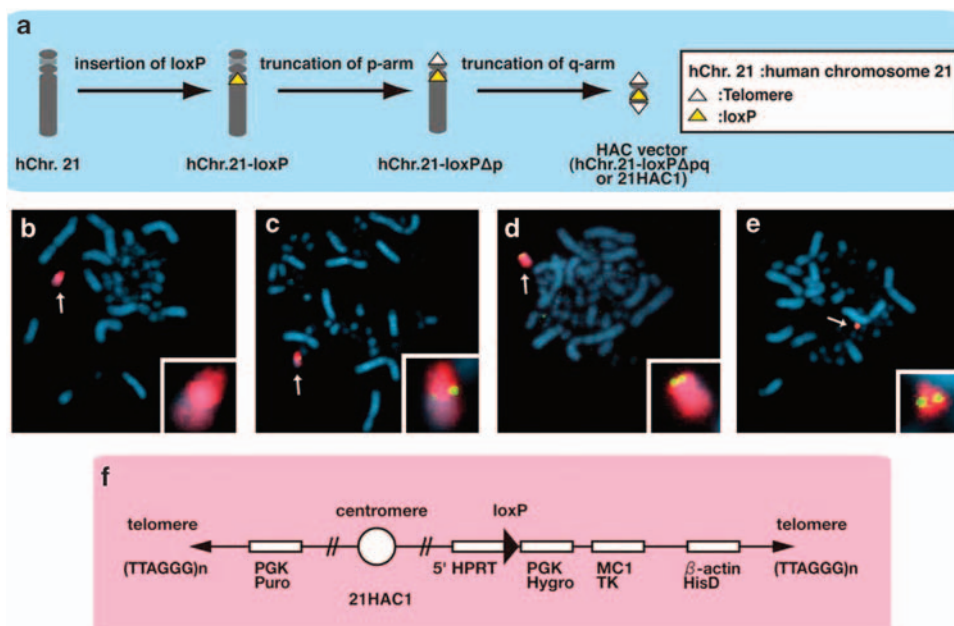 a
insertion of loxP
truncation of p-arm
truncation of q-arm
hChr. 21 :human chromosome 21
:Telomere
:loxP
hChr. 21
hChr.21-loxP
hChr.21-loxPΔp
HAC vector
(hChr.21-loxPΔpq
or 21HAC1)
b
c
d
e
f
telomere
centromere
loxP
telomere
(TTAGGG)n
PGK
Puro
21HAC1
5' HPRT
PGK
Hygro
MC1
TK
β-actin
HisD
(TTAGGG)n